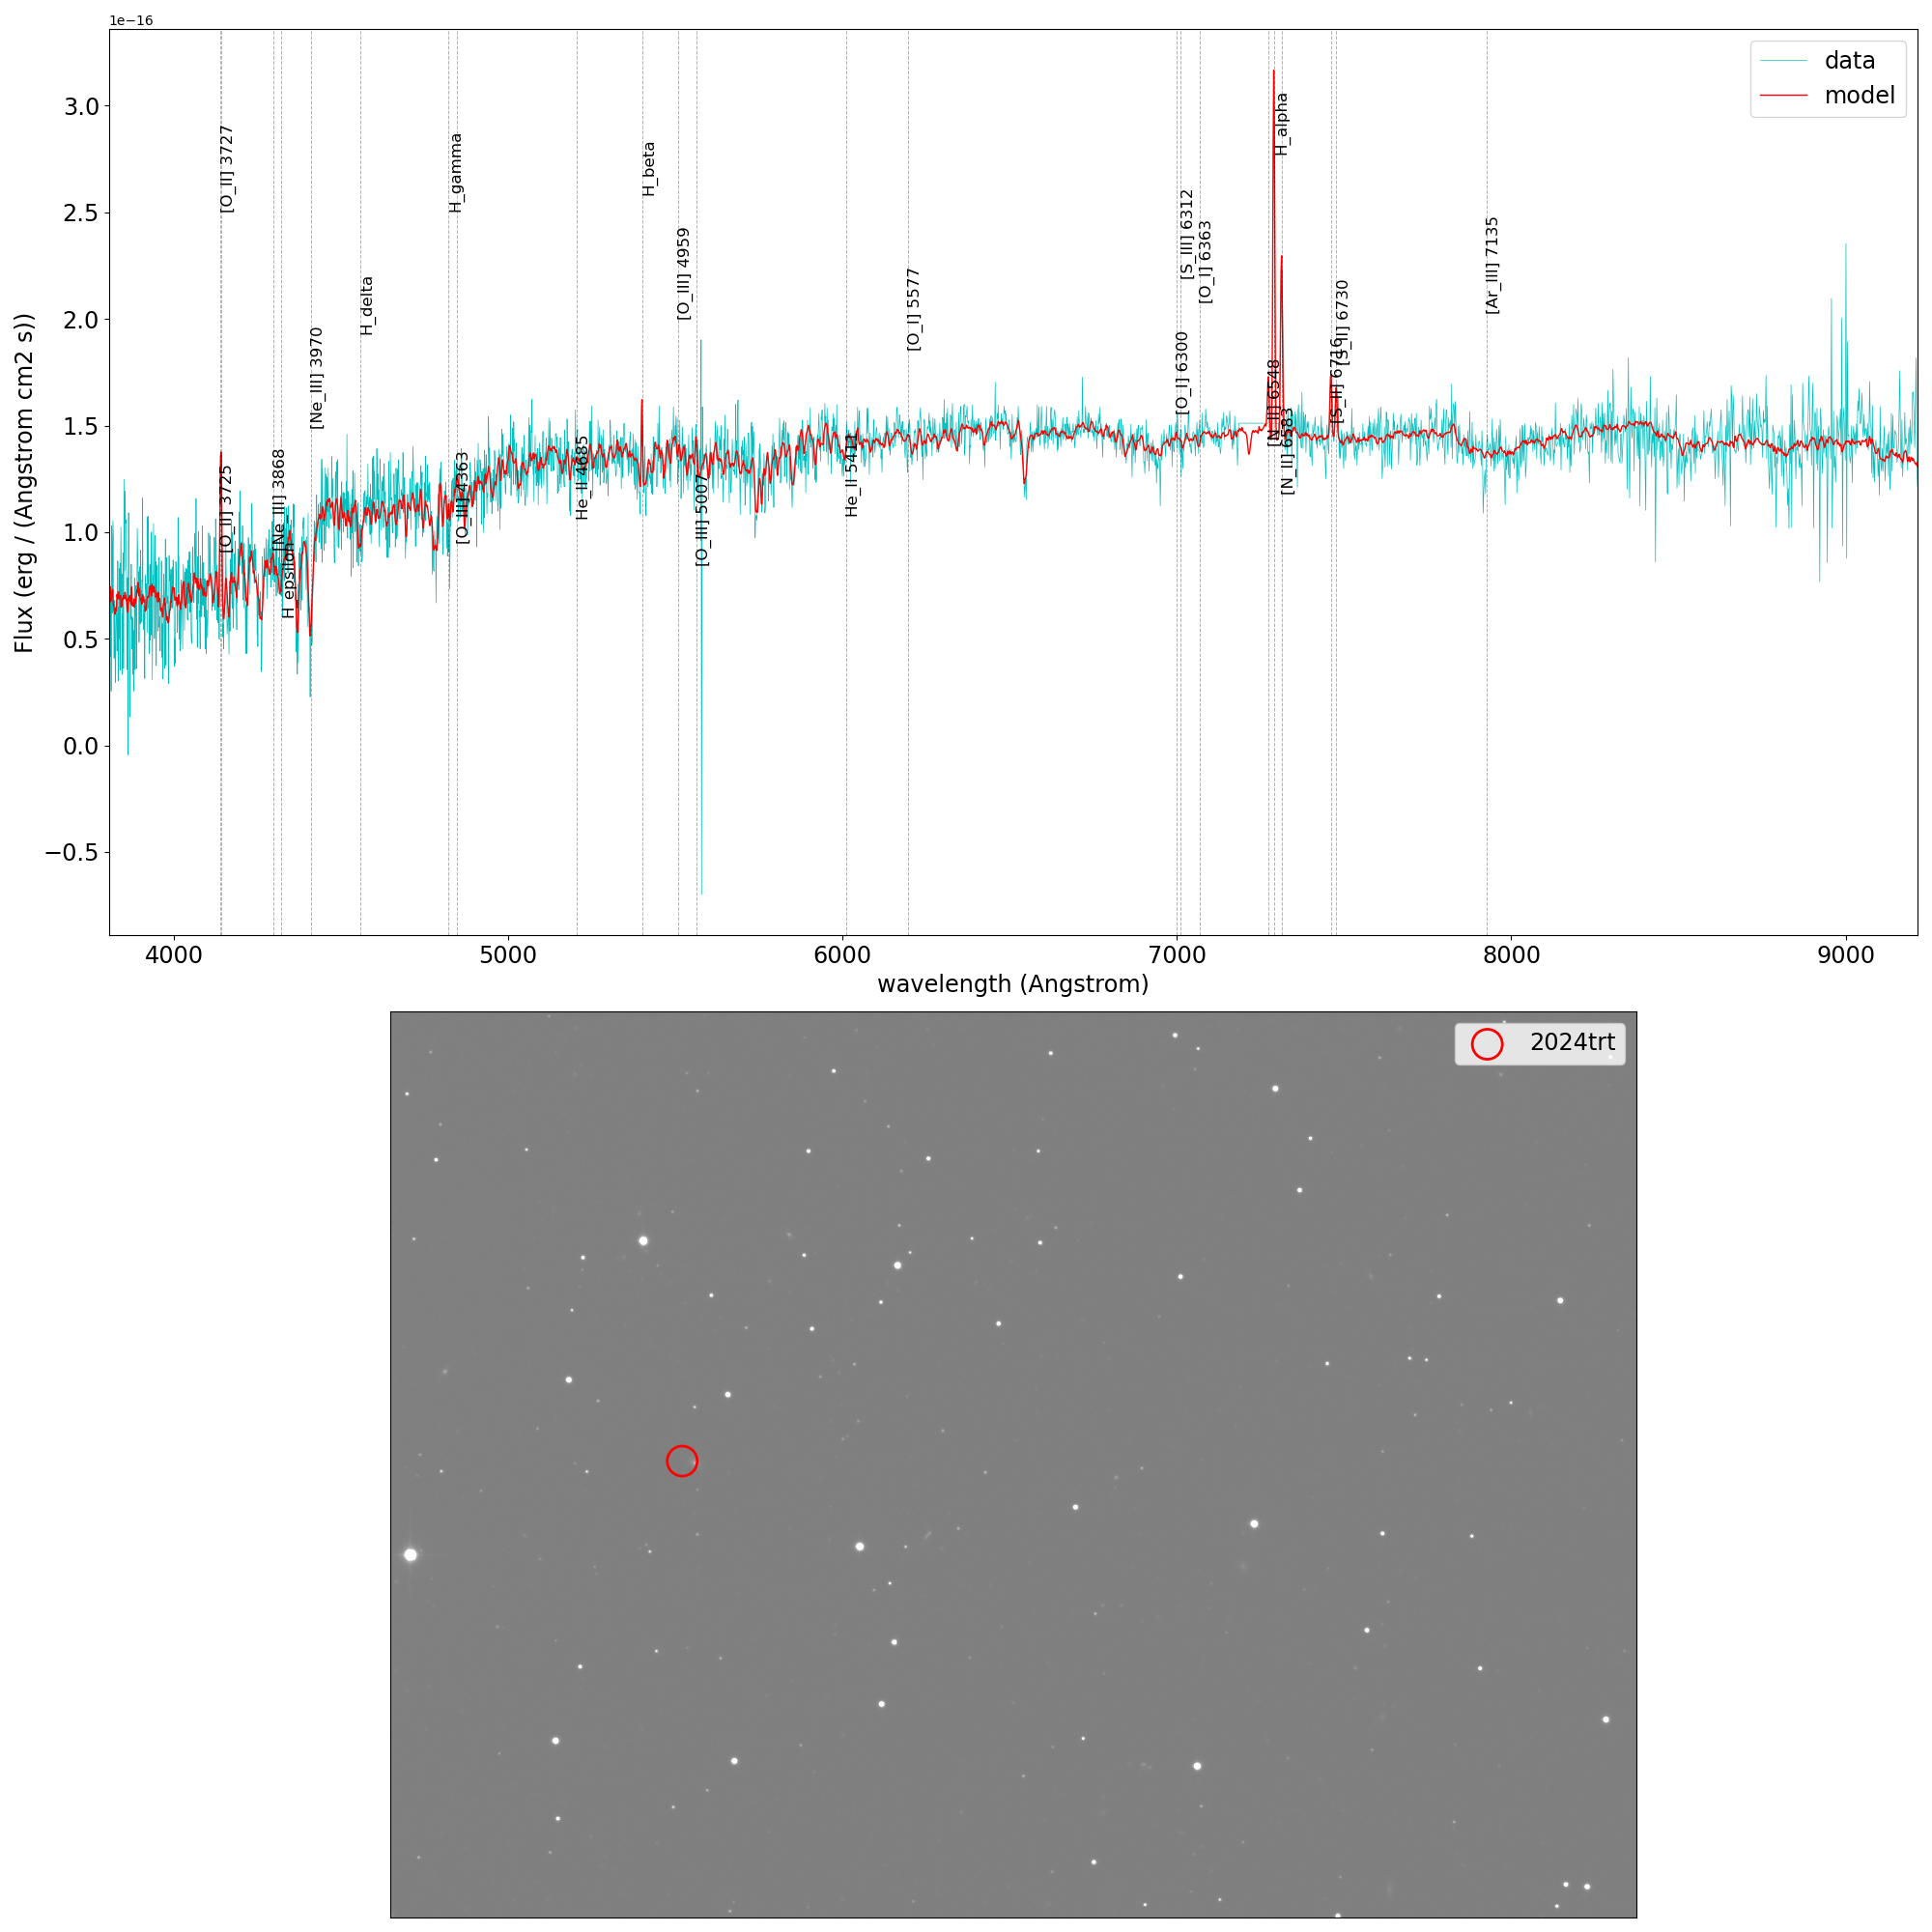 1e−16
data
model
3.0
2.5
2.0
1.5
1.0
0.5
0.0
−0.5
Flux (erg / (Angstrom cm2 s))
[O_II] 3727
[O_II] 3725
[Ne_III] 3868
H_epsilon
[Ne_III] 3970
H_delta
H_gamma
[O_III] 4363
He_II 4685
H_beta
[O_III] 4959
[O_III] 5007
He_II 5411
[O_I] 5577
[O_I] 6300
[S_III] 6312
[O_I] 6363
[N_II] 6548
H_alpha
[N_II] 6583
[S_II] 6716
[S_II] 6730
[Ar_III] 7135
4000 5000 6000 7000 8000 9000
wavelength (Angstrom)
2024trt